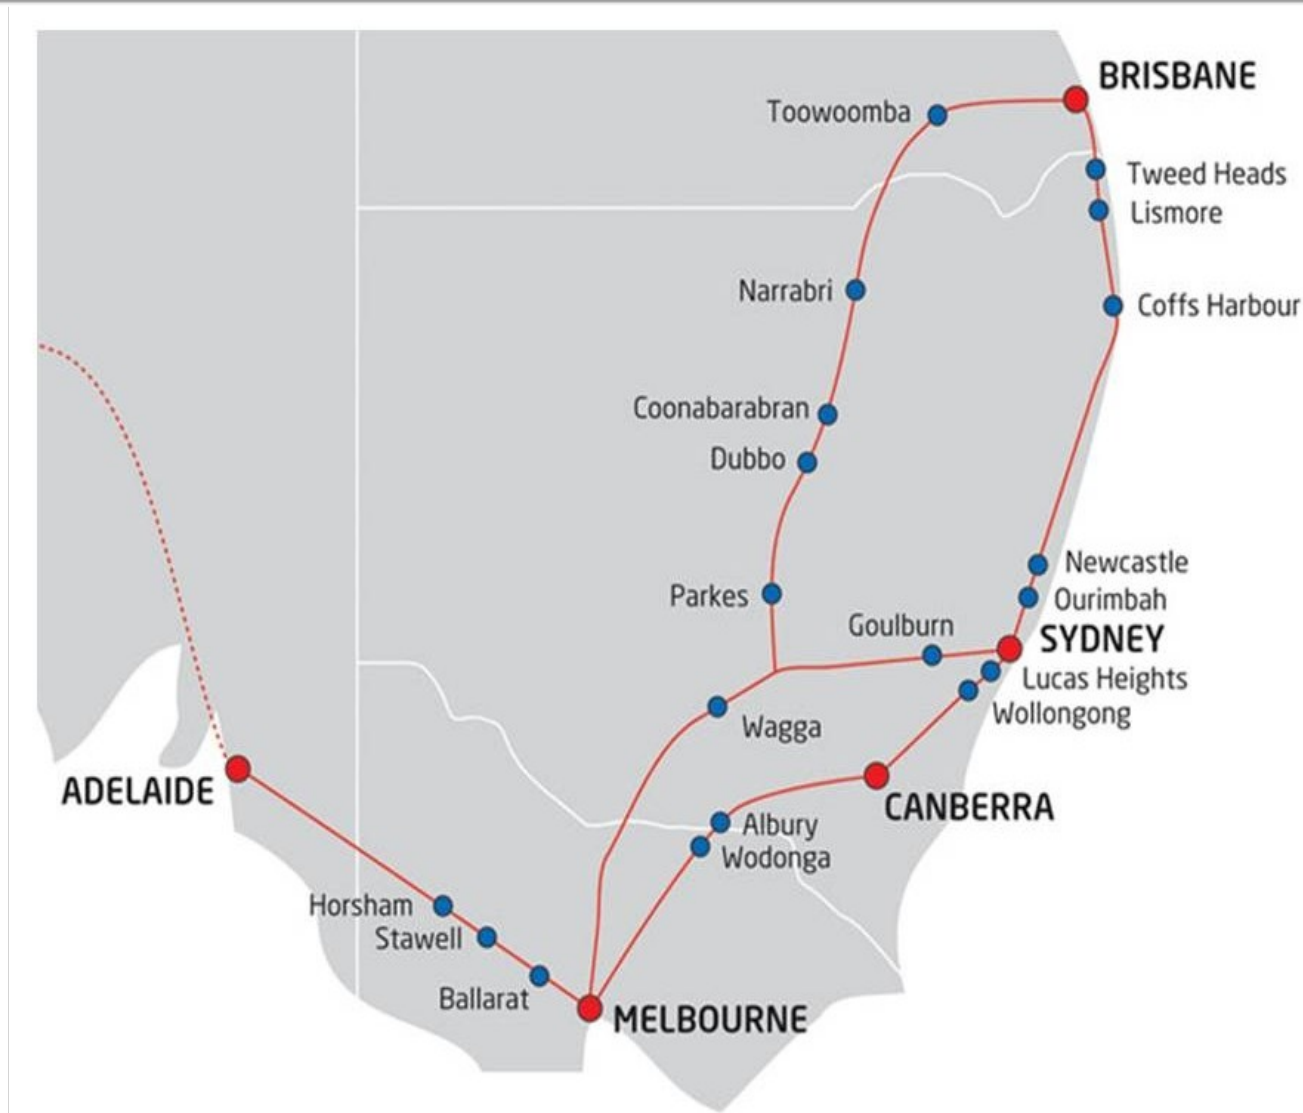 BRISBANE
Toowoomba
Tweed Heads
Lismore
Narrabri
Coffs Harbour
Coonabarabran
Dubbo
Newcastle
Parkes
Ourimbah
Goulburn
SYDNEY
Lucas Heights
Wollongong
Wagga
ADELAIDE
CANBERRA
Albury
Wodonga
Horsham
Stawell
Ballarat
MELBOURNE